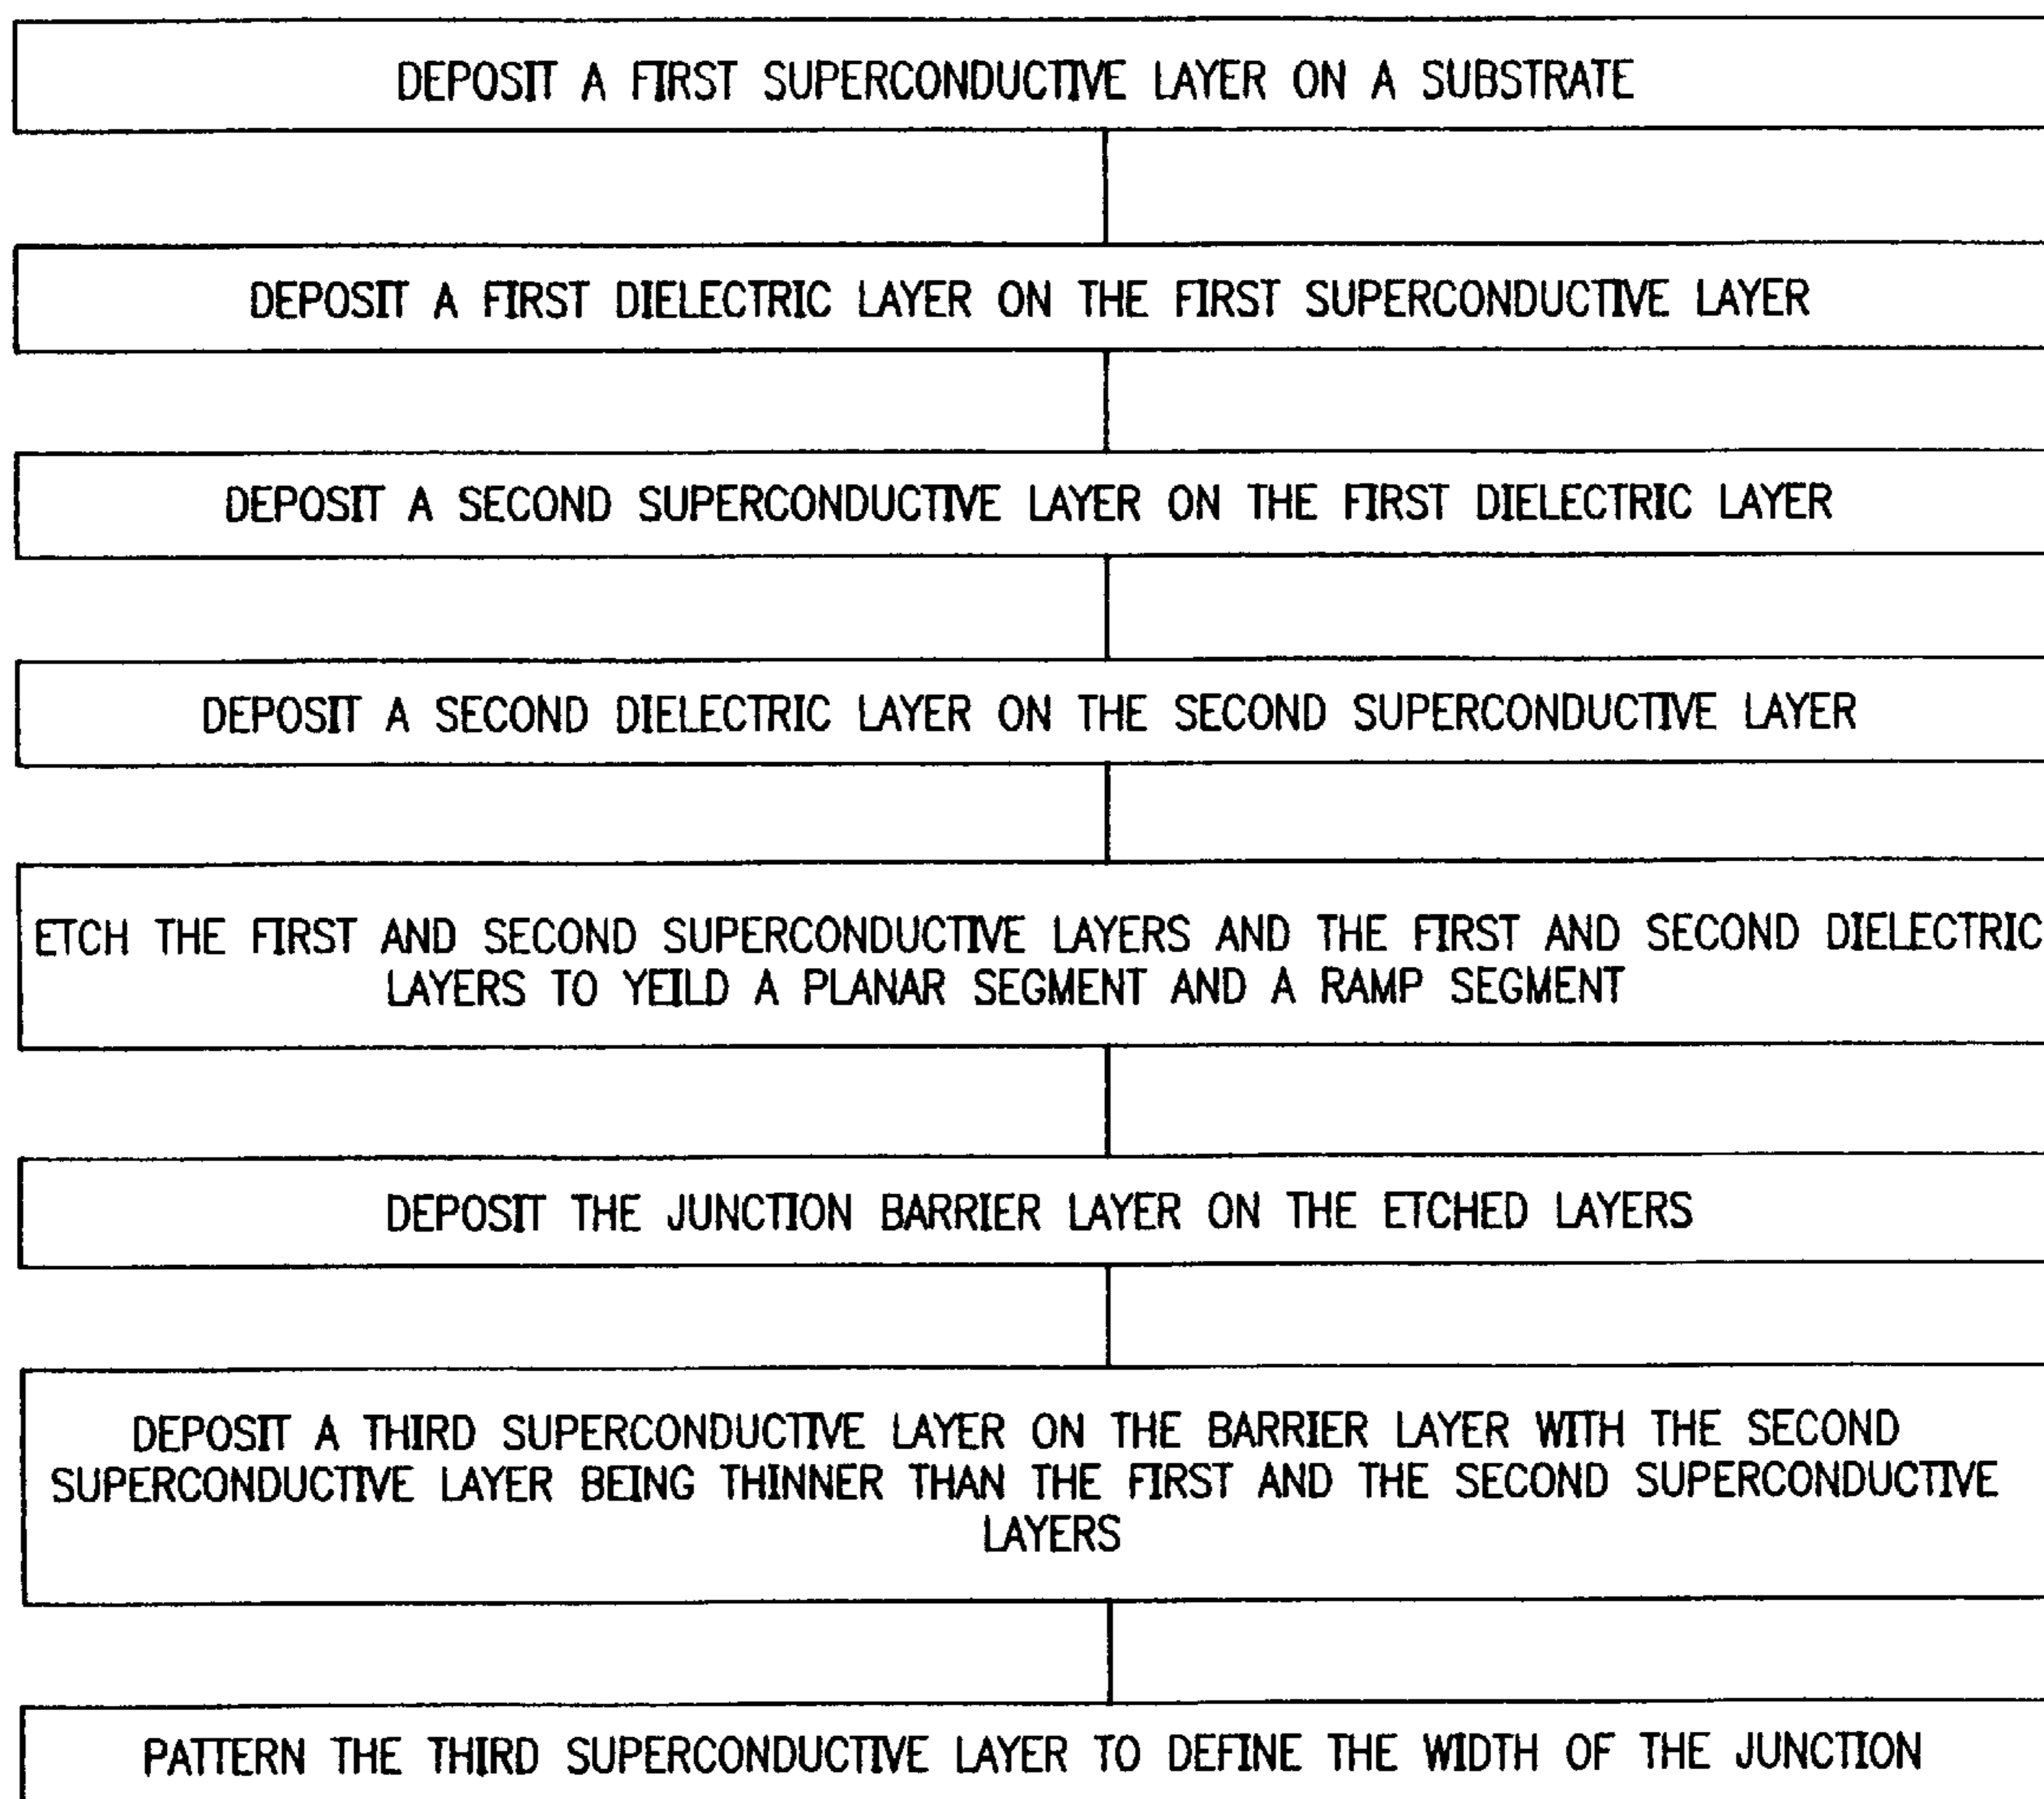 DEPOSIT A FIRST SUPERCONDUCTIVE LAYER ON A SUBSTRATE
DEPOSIT A FIRST DIELECTRIC LAYER ON THE FIRST SUPERCONDUCTIVE LAYER
DEPOSIT A SECOND SUPERCONDUCTIVE LAYER ON THE FIRST DIELECTRIC LAYER
DEPOSIT A SECOND DIELECTRIC LAYER ON THE SECOND SUPERCONDUCTIVE LAYER
ETCH THE FIRST AND SECOND SUPERCONDUCTIVE LAYERS AND THE FIRST AND SECOND DIELECTRIC
LAYERS TO YEILD A PLANAR SEGMENT AND A RAMP SEGMENT
DEPOSIT THE JUNCTION BARRIER LAYER ON THE ETCHED LAYERS
DEPOSIT A THIRD SUPERCONDUCTIVE LAYER ON THE BARRIER LAYER WITH THE SECOND
SUPERCONDUCTIVE LAYER BEING THINNER THAN THE FIRST AND THE SECOND SUPERCONDUCTIVE
LAYERS
PATTERN THE THIRD SUPERCONDUCTIVE LAYER TO DEFINE THE WIDTH OF THE JUNCTION